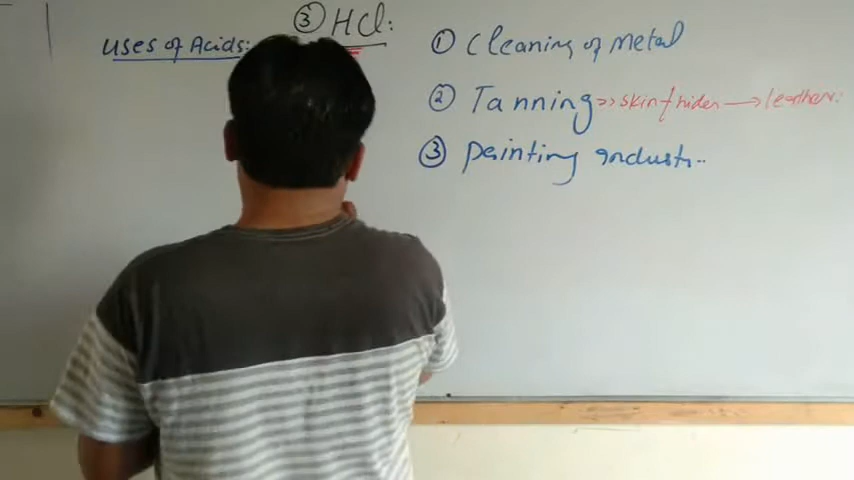 ③ HCl:
Uses of Acids:
① Cleaning of Metal
② Tanning →→ skin f hides → leather:
③ Painting Industr..